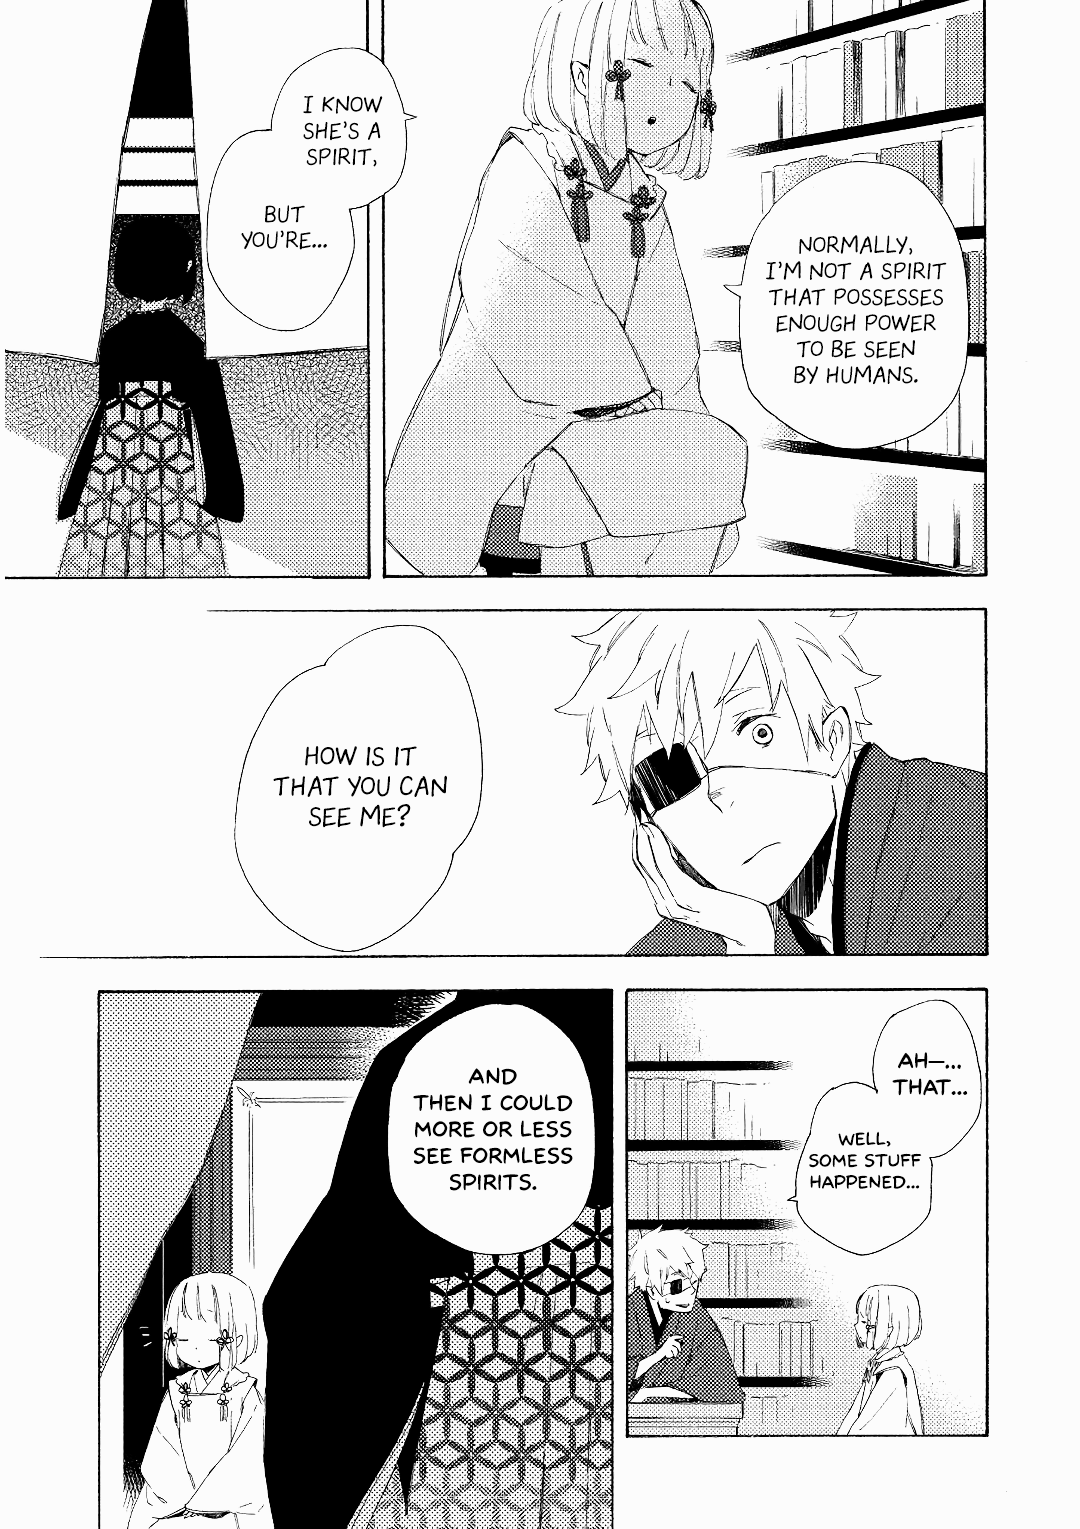 NORMALLY,
I'M NOT A SPIRIT
THAT POSSESSES
ENOUGH POWER
TO BE SEEN
BY HUMANS.
I KNOW
SHE'S A
SPIRIT,
BUT
YOU'RE...
HOW IS IT
THAT YOU CAN
SEE ME?
AH—...
THAT...
WELL,
SOME STUFF
HAPPENED...
AND
THEN I COULD
MORE OR LESS
SEE FORMLESS
SPIRITS.